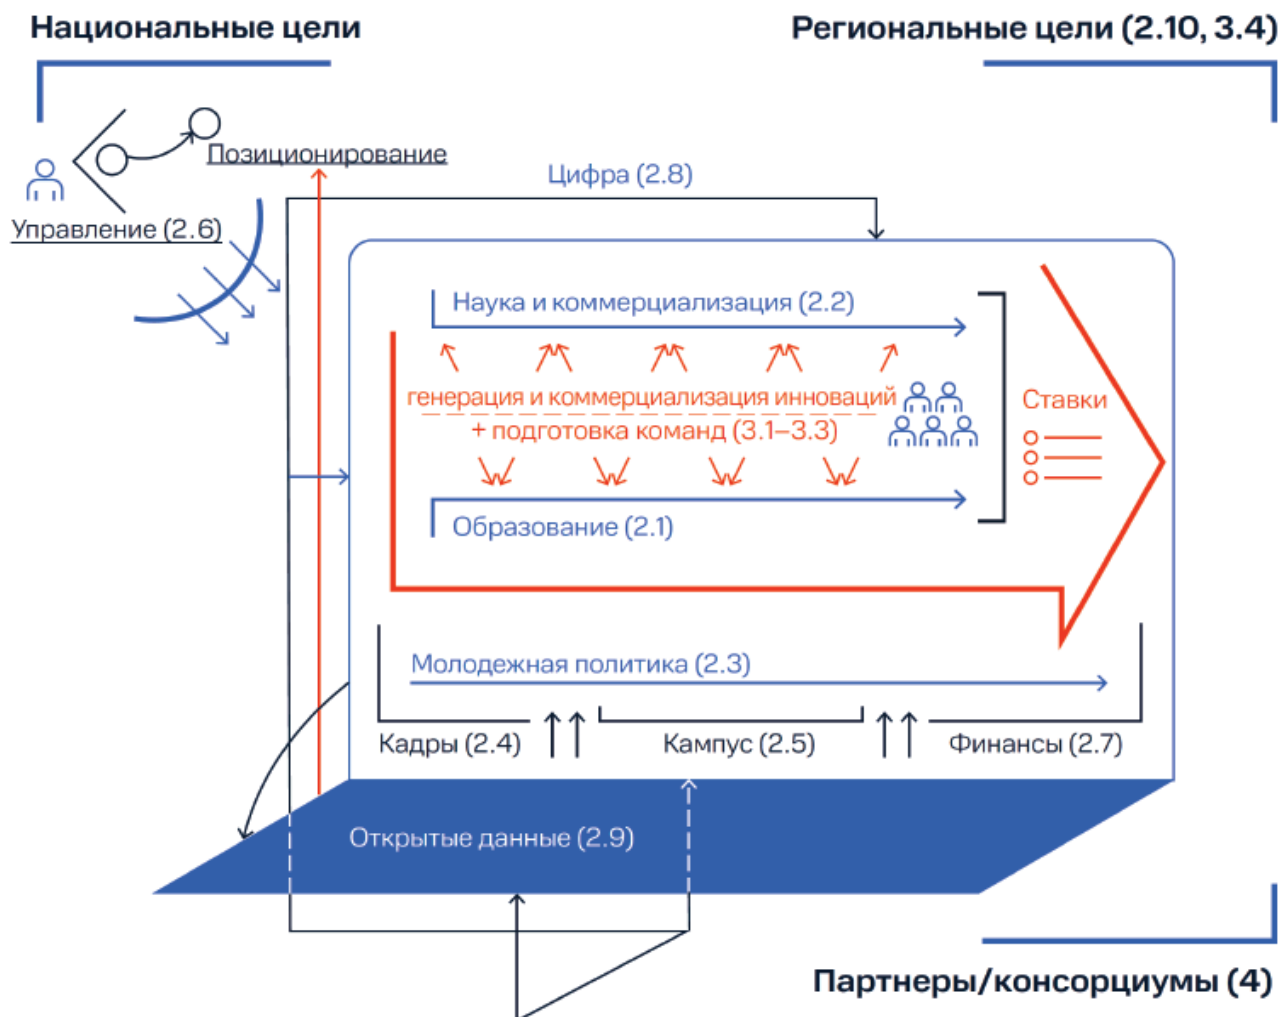 Национальные цели
Региональные цели (2.10, 3.4)
Позиционирование
Управление (2.6)
Цифра (2.8)
Наука и коммерциализация (2.2)
генерация и коммерциализация инноваций
+ подготовка команд (3.1–3.3)
Ставки
Образование (2.1)
Молодежная политика (2.3)
Кадры (2.4)
Кампус (2.5)
Финансы (2.7)
Открытые данные (2.9)
Партнеры/консорциумы (4)